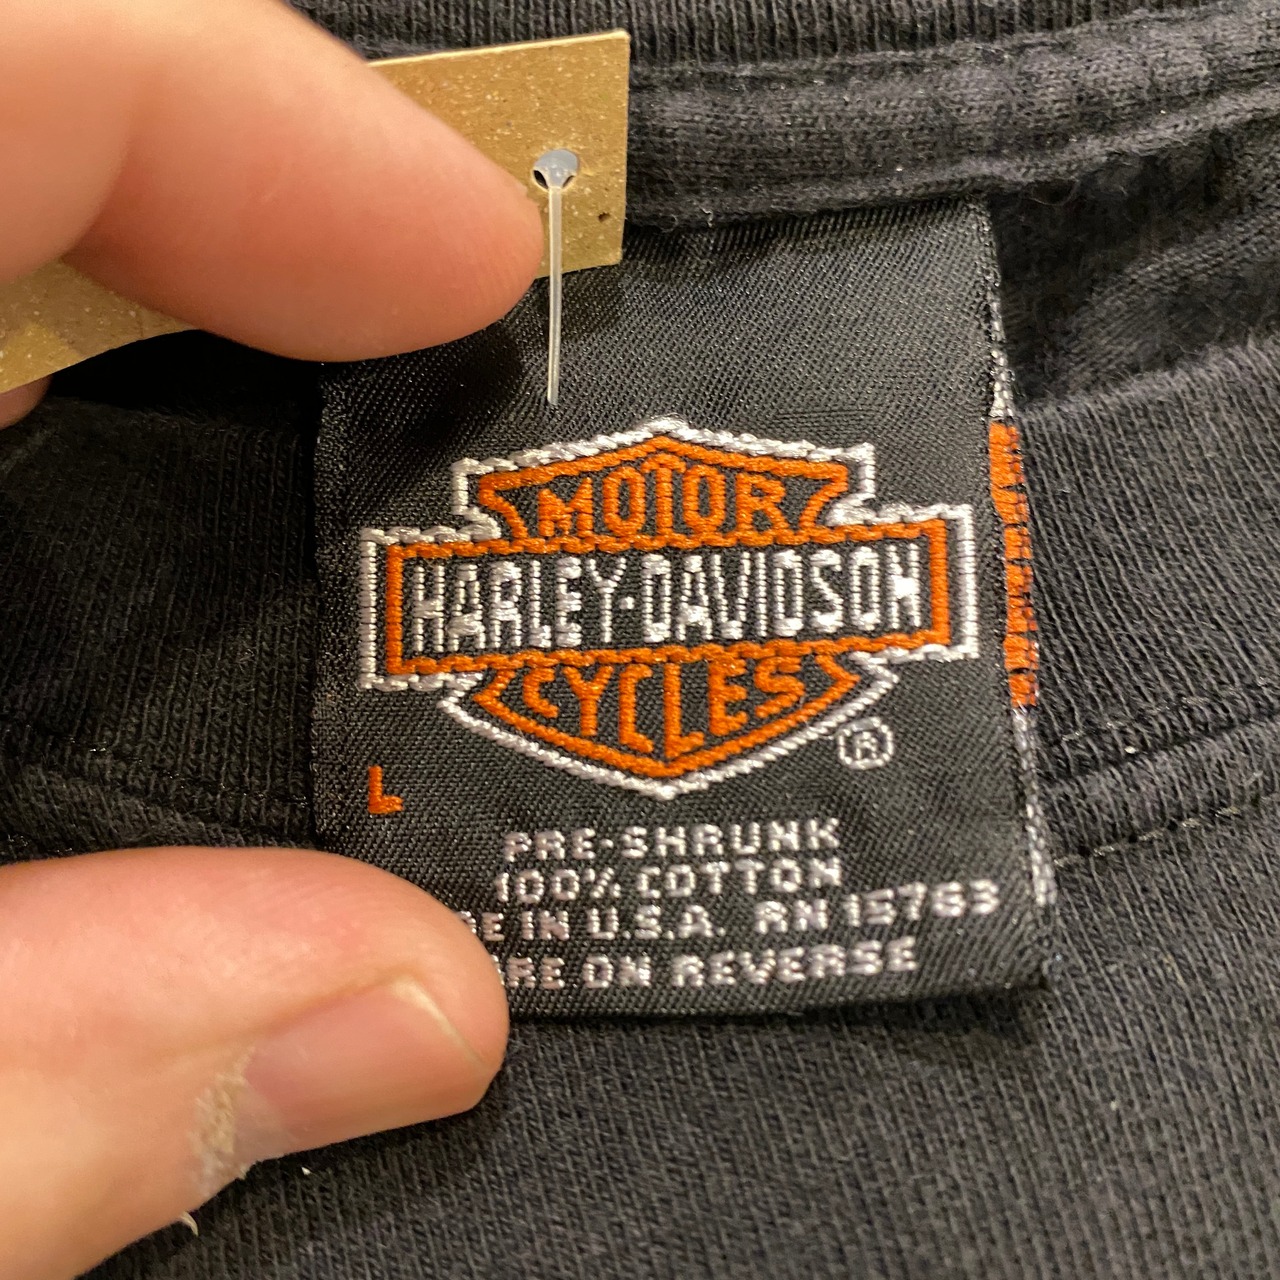 MOTOR
HARLEY-DAVIDSON
CYCLES
®
L
PRE-SHRUNK
100% COTTON
IN U.S.A. RN 15763
ON REVERSE